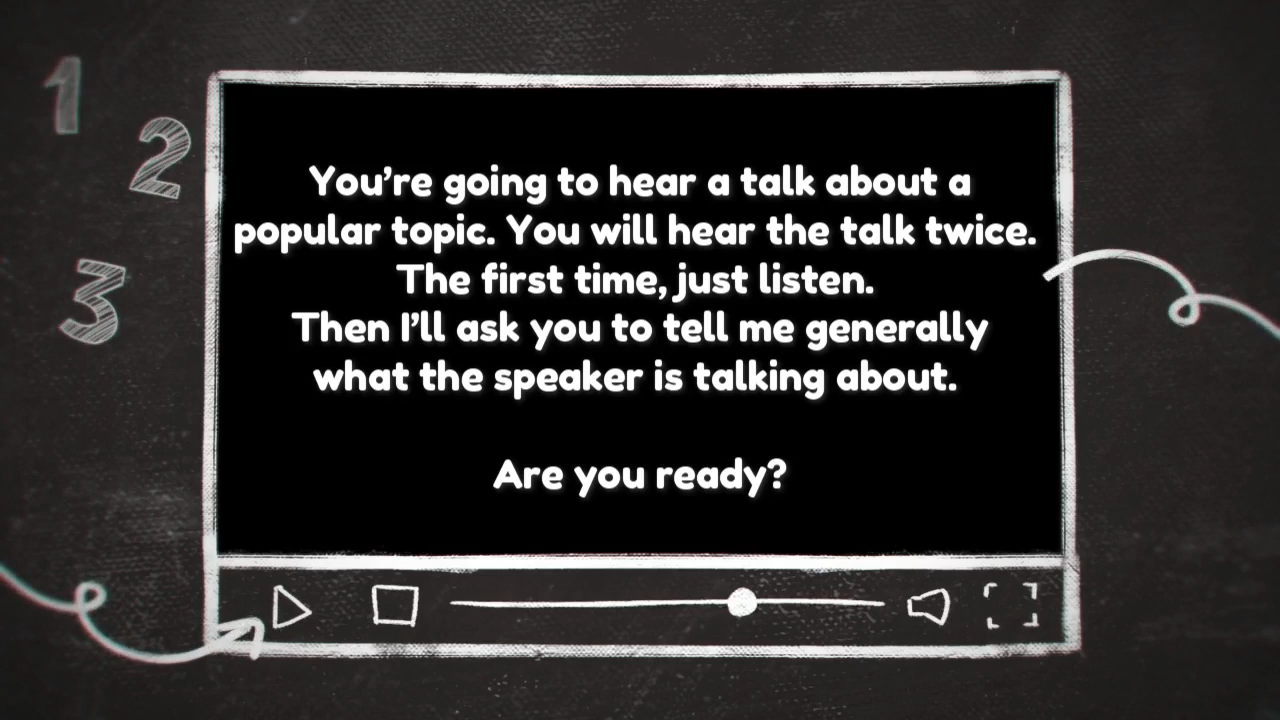 1
2
3
You’re going to hear a talk about a
popular topic. You will hear the talk twice.
The first time, just listen.
Then I’ll ask you to tell me generally
what the speaker is talking about.
Are you ready?